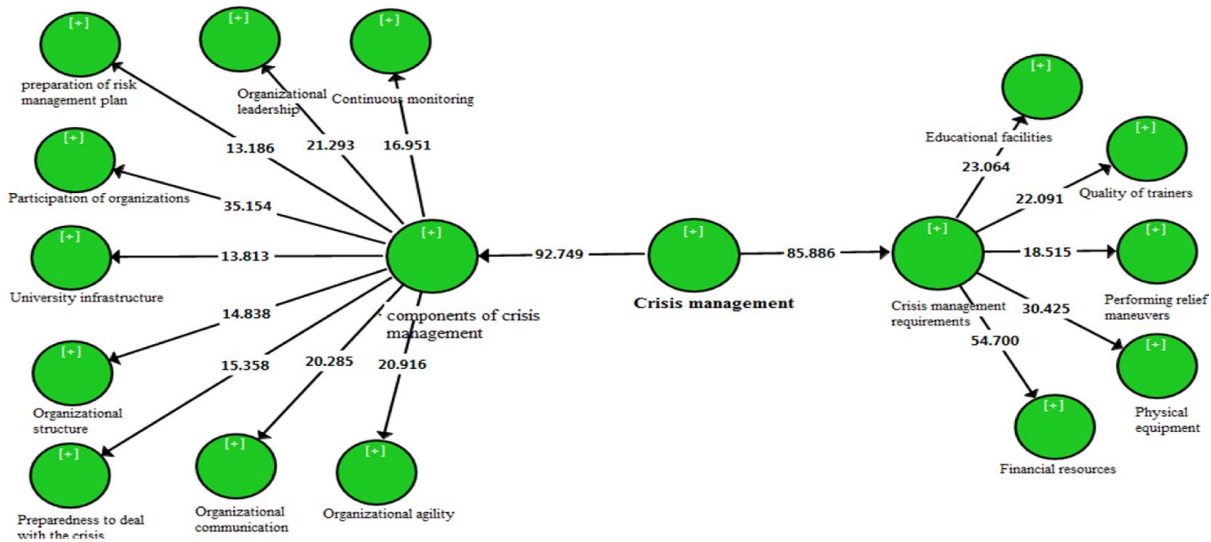 [+]
preparation of risk
management plan
[+]
Organizational
leadership
[+]
Continuous monitoring
13.186
21.293
16.951
[+]
Participation of organizations
35.154
[+]
University infrastructure
13.813
[+]
components of crisis
management
14.838
[+]
Organizational
structure
15.358
[+]
Preparedness to deal
with the crisis
20.285
[+]
Organizational
communication
20.916
[+]
Organizational agility
92.749
[+]
Crisis management
85.886
[+]
Crisis management
requirements
[+]
Educational facilities
23.064
[+]
Quality of trainers
22.091
[+]
Performing relief
maneuvers
18.515
[+]
Physical
equipment
30.425
54.700
[+]
Financial resources